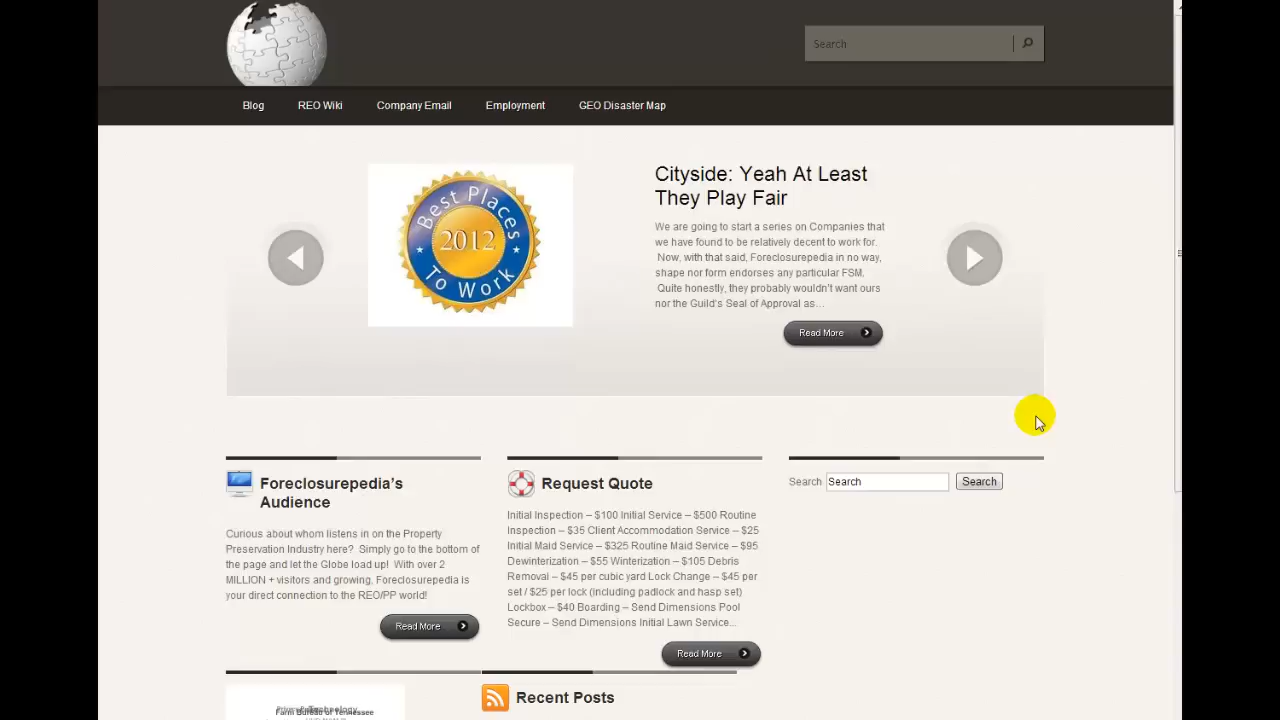 Search
Blog
REO Wiki
Company Email
Employment
GEO Disaster Map
Best Places
2012
To Work
Cityside: Yeah At Least
They Play Fair
We are going to start a series on Companies that
we have found to be relatively decent to work for.
Now, with that said, Foreclosurepedia in no way,
shape nor form endorses any particular FSM.
Quite honestly, they probably wouldn't want ours
nor the Guild's Seal of Approval as...
Read More
Foreclosurepedia's
Audience
Curious about whom listens in on the Property
Preservation Industry here? Simply go to the bottom of
the page and let the Globe load up! With over 2
MILLION + visitors and growing, Foreclosurepedia is
your direct connection to the REO/PP world!
Read More
Request Quote
Initial Inspection – $100 Initial Service – $500 Routine
Inspection – $35 Client Accommodation Service – $25
Initial Maid Service – $325 Routine Maid Service – $95
Dewinterization – $55 Winterization – $105 Debris
Removal – $45 per cubic yard Lock Change – $45 per
set / $25 per lock (including padlock and hasp set)
Lockbox – $40 Boarding – Send Dimensions Pool
Secure – Send Dimensions Initial Lawn Service...
Read More
Search Search Search
Technology
Farm Bureau of Tennessee
Recent Posts